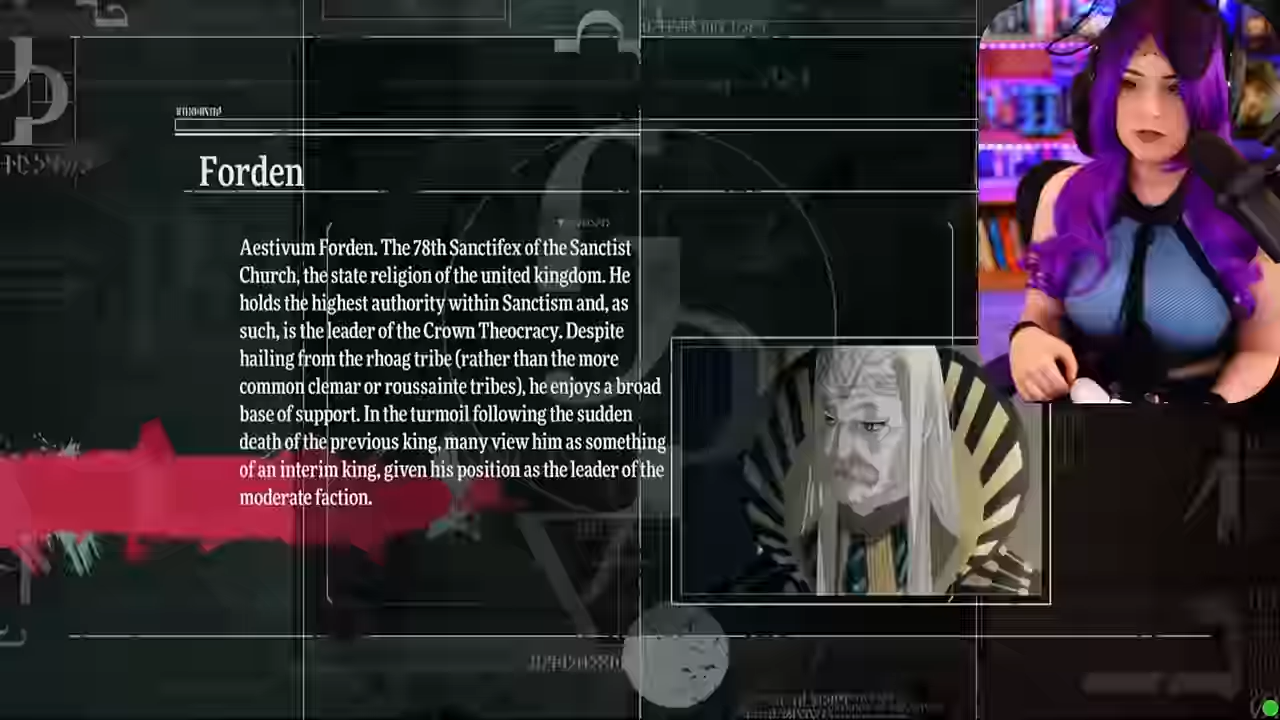 Forden
Aestivum Forden. The 78th Sanctifex of the Sanctist
Church, the state religion of the united kingdom. He
holds the highest authority within Sanctism and, as
such, is the leader of the Crown Theocracy. Despite
hailing from the rhoag tribe (rather than the more
common clemar or roussainte tribes), he enjoys a broad
base of support. In the turmoil following the sudden
death of the previous king, many view him as something
of an interim king, given his position as the leader of the
moderate faction.